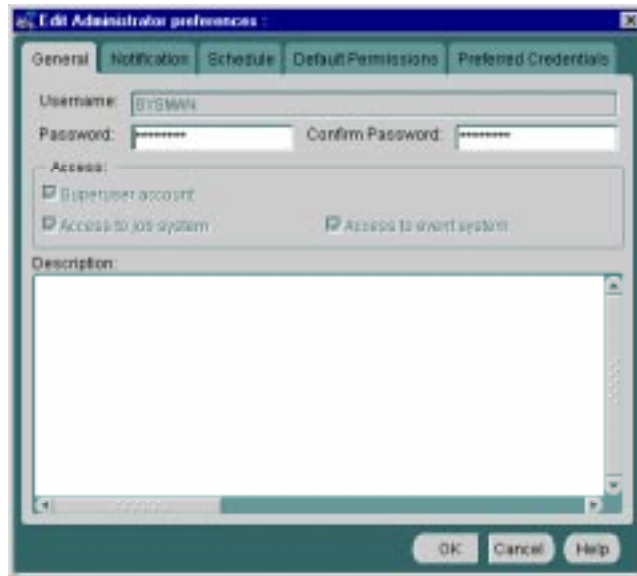 Edit Administrator preferences :
General Notification Schedule Default Permissions Preferred Credentials
Username: SYSMAN
Password: ******** Confirm Password: ********
Access:
Superuser account
Access to job system Access to event system
Description:
OK Cancel Help